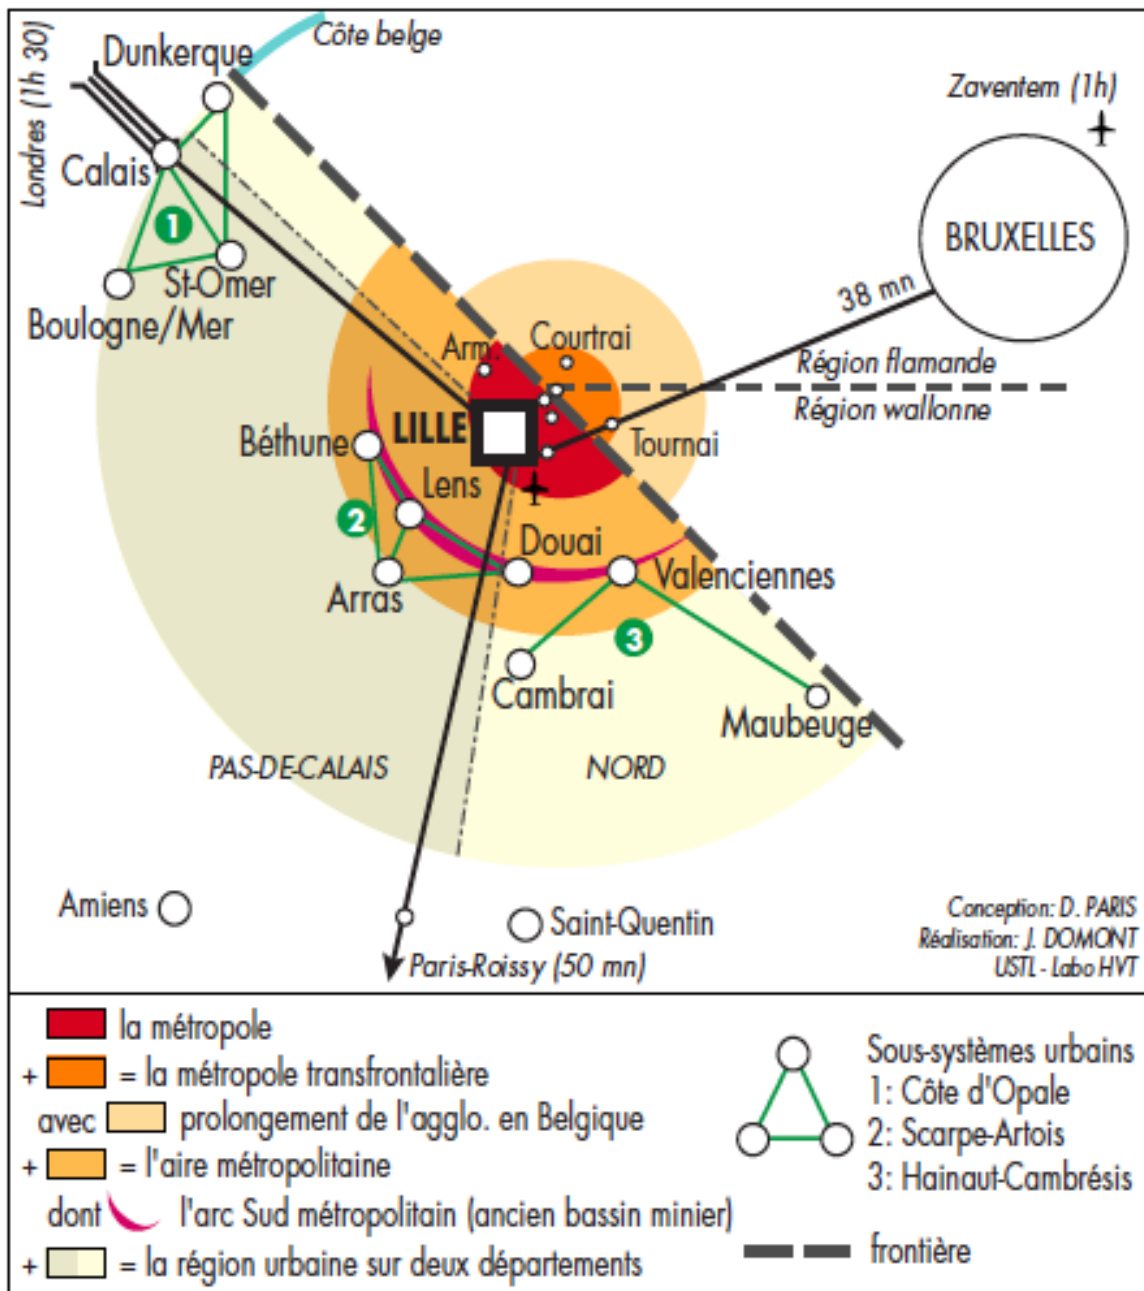 Côte belge
Dunkerque
Londres (1h 30)
Zaventem (1h)
Calais
1
BRUXELLES
St-Omer
38 mn
Boulogne/Mer
Arm.
Courtrai
Région flamande
Région wallonne
LILLE
Béthune
Tournai
Lens
2
Douai
Valenciennes
Arras
3
Cambrai
Maubeuge
PAS-DE-CALAIS
NORD
Amiens
Saint-Quentin
Conception: D. PARIS
Réalisation: J. DOMONT
USTL - Labo HVT
Paris-Roissy (50 mn)
la métropole
+ = la métropole transfrontalière
avec prolongement de l'agglo. en Belgique
+ = l'aire métropolitaine
dont l'arc Sud métropolitain (ancien bassin minier)
+ = la région urbaine sur deux départements
Sous-systèmes urbains
1: Côte d'Opale
2: Scarpe-Artois
3: Hainaut-Cambrésis
frontière